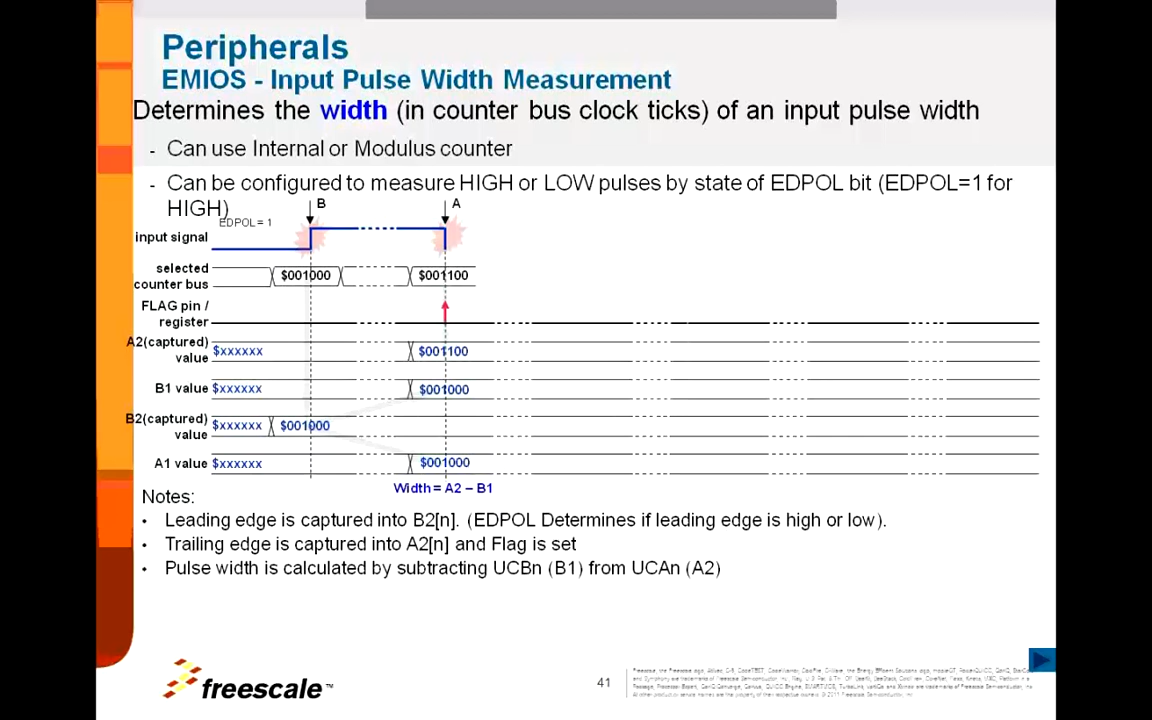 Peripherals
EMIOS - Input Pulse Width Measurement
Determines the width (in counter bus clock ticks) of an input pulse width
- Can use Internal or Modulus counter
- Can be configured to measure HIGH or LOW pulses by state of EDPOL bit (EDPOL=1 for
HIGH)
B
A
EDPOL = 1
input signal
selected
counter bus
$001000
$001100
FLAG pin /
register
A2(captured)
value
$xxxxxx
$001100
B1 value
$xxxxxx
$001000
B2(captured)
value
$xxxxxx
$001000
A1 value
$xxxxxx
$001000
Width = A2 – B1
Notes:
• Leading edge is captured into B2[n]. (EDPOL Determines if leading edge is high or low).
• Trailing edge is captured into A2[n] and Flag is set
• Pulse width is calculated by subtracting UCBn (B1) from UCAn (A2)
freescale™
41